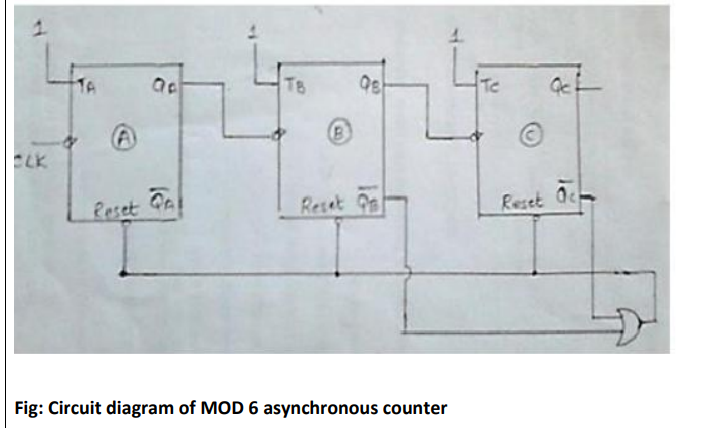 1 1 1
TA QA TB QB TC QC
A B C
CLK
Reset Q̅A̅ Reset Q̅B̅ Reset Q̅C̅
Fig: Circuit diagram of MOD 6 asynchronous counter